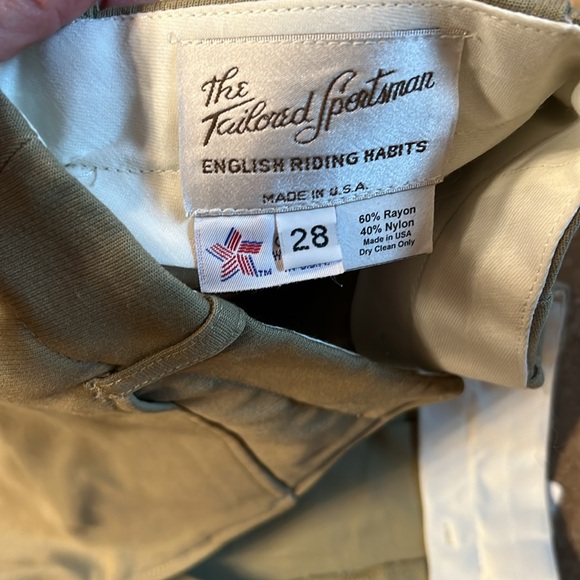 The
Tailored Sportsman
ENGLISH RIDING HABITS
MADE IN U.S.A.
28
TM
60% Rayon
40% Nylon
Made in USA
Dry Clean Only